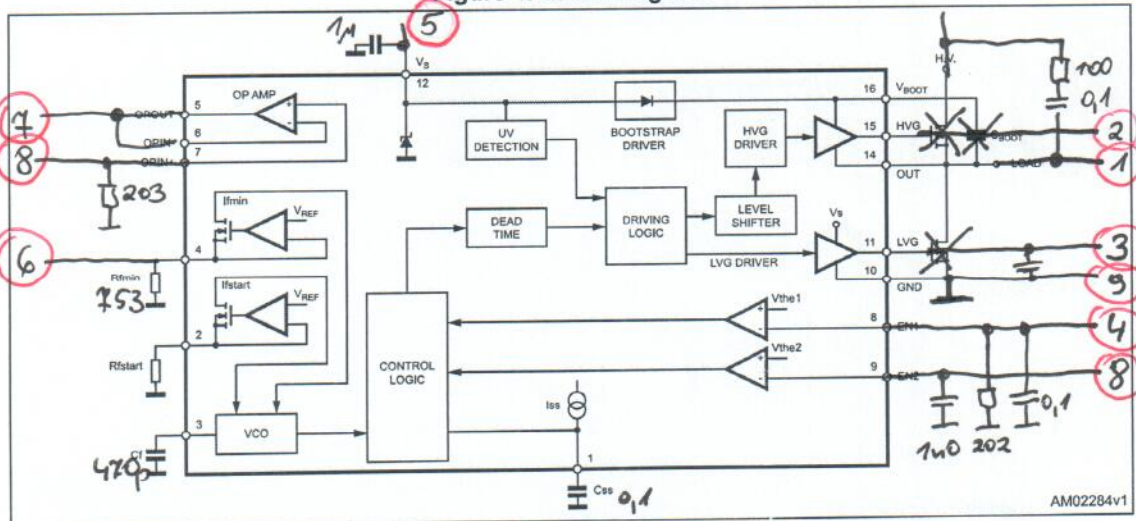 5
1µ
Vs
12
7
OPOUT
5
OP AMP
OPIN-
6
8
OPIN+
7
203
UV
DETECTION
BOOTSTRAP
DRIVER
HVG
DRIVER
16
VBOOT
H.V.
100
0,1
15
HVG
2
CBOOT
14
OUT
LOAD
1
Ifmin
VREF
DEAD
TIME
DRIVING
LOGIC
LEVEL
SHIFTER
Vs
6
4
Rfmin
753
LVG DRIVER
11
LVG
3
10
GND
9
Ifstart
VREF
2
Rfstart
CONTROL
LOGIC
Vthe1
8
EN1
4
Vthe2
9
EN2
8
Iss
1n0
202
0,1
3
VCO
Cf
470p
1
Css
0,1
AM02284v1